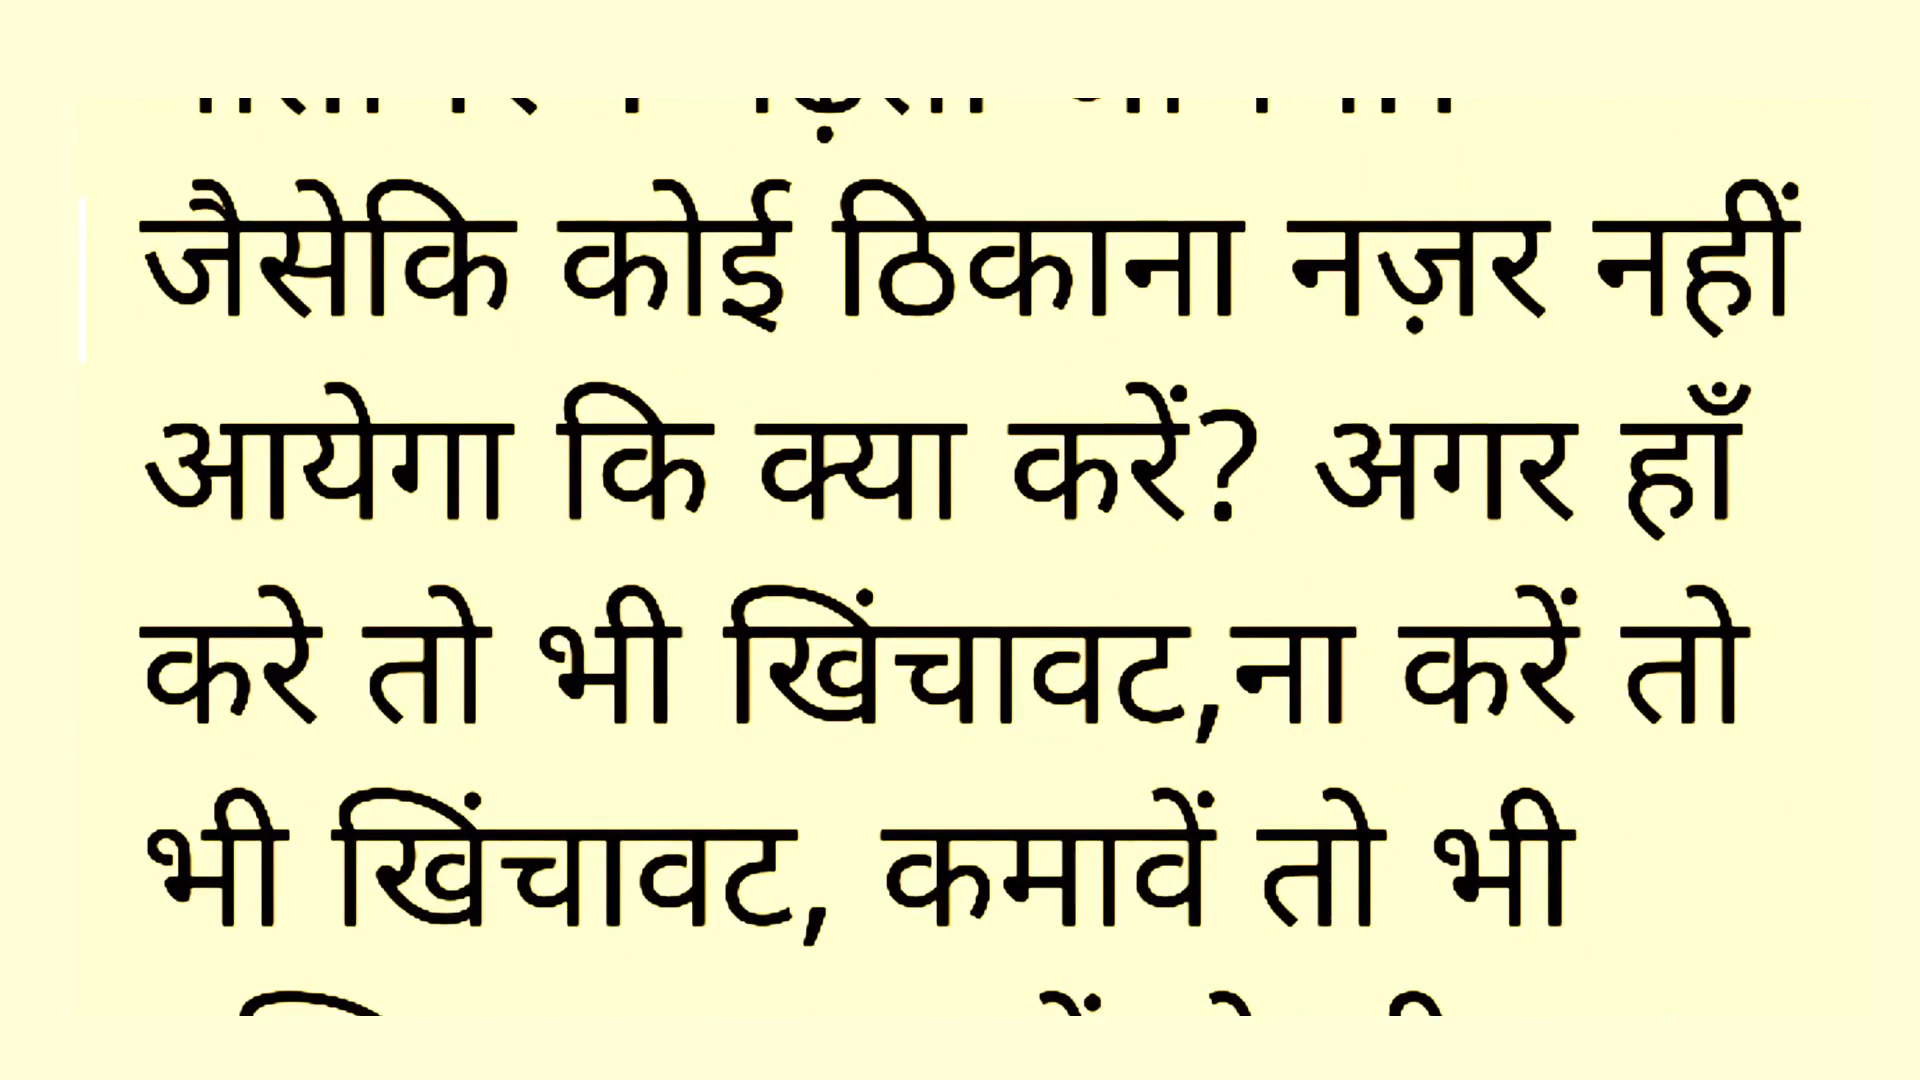 जैसेकि कोई ठिकाना नज़र नहीं
आयेगा कि क्या करें? अगर हाँ
करे तो भी खिंचावट,ना करें तो
भी खिंचावट, कमावें तो भी